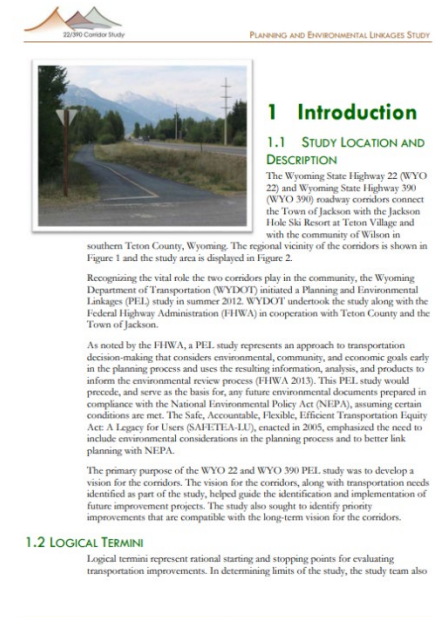 22/390 Corridor Study
PLANNING AND ENVIRONMENTAL LINKAGES STUDY
1 Introduction
1.1 STUDY LOCATION AND
DESCRIPTION
The Wyoming State Highway 22 (WYO
22) and Wyoming State Highway 390
(WYO 390) roadway corridors connect
the Town of Jackson with the Jackson
Hole Ski Resort at Teton Village and
with the community of Wilson in
southern Teton County, Wyoming. The regional vicinity of the corridors is shown in
Figure 1 and the study area is displayed in Figure 2.
Recognizing the vital role the two corridors play in the community, the Wyoming
Department of Transportation (WYDOT) initiated a Planning and Environmental
Linkages (PEL) study in summer 2012. WYDOT undertook the study along with the
Federal Highway Administration (FHWA) in cooperation with Teton County and the
Town of Jackson.
As noted by the FHWA, a PEL study represents an approach to transportation
decision-making that considers environmental, community, and economic goals early
in the planning process and uses the resulting information, analysis, and products to
inform the environmental review process (FHWA 2013). This PEL study would
precede, and serve as the basis for, any future environmental documents prepared in
compliance with the National Environmental Policy Act (NEPA), assuming certain
conditions are met. The Safe, Accountable, Flexible, Efficient Transportation Equity
Act: A Legacy for Users (SAFETEA-LU), enacted in 2005, emphasized the need to
include environmental considerations in the planning process and to better link
planning with NEPA.
The primary purpose of the WYO 22 and WYO 390 PEL study was to develop a
vision for the corridors. The vision for the corridors, along with transportation needs
identified as part of the study, helped guide the identification and implementation of
future improvement projects. The study also sought to identify priority
improvements that are compatible with the long-term vision for the corridors.
1.2 LOGICAL TERMINI
Logical termini represent rational starting and stopping points for evaluating
transportation improvements. In determining limits of the study, the study team also